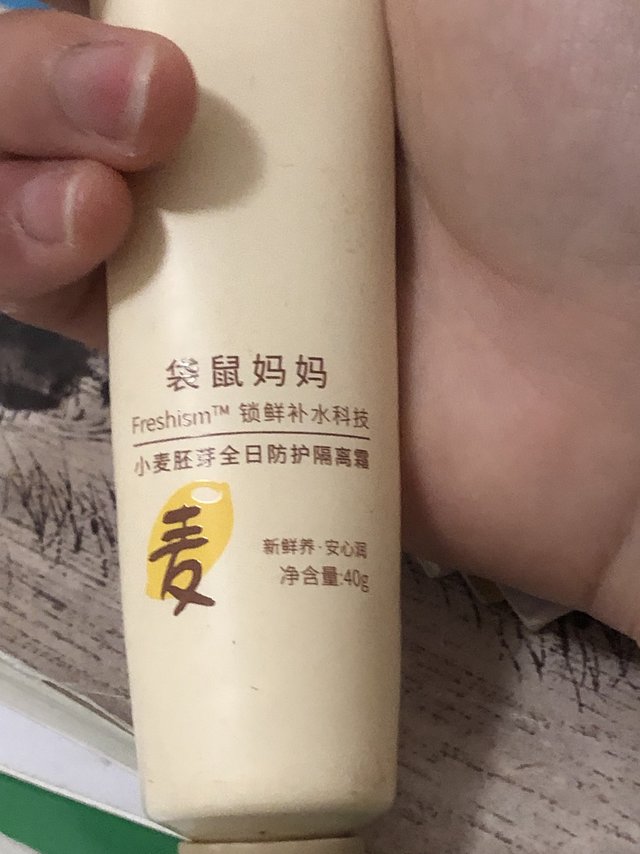 袋鼠妈妈
Freshism™ 锁鲜补水科技
小麦胚芽全日防护隔离霜
麦
新鲜养·安心润
净含量:40g